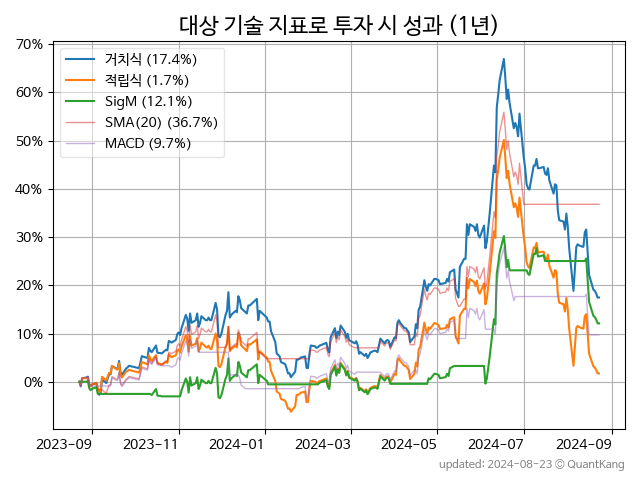 대상 기술 지표로 투자 시 성과 (1년)
70%
60%
50%
40%
30%
20%
10%
0%
거치식 (17.4%)
적립식 (1.7%)
SigM (12.1%)
SMA(20) (36.7%)
MACD (9.7%)
2023-09 2023-11 2024-01 2024-03 2024-05 2024-07 2024-09
updated: 2024-08-23 © QuantKang